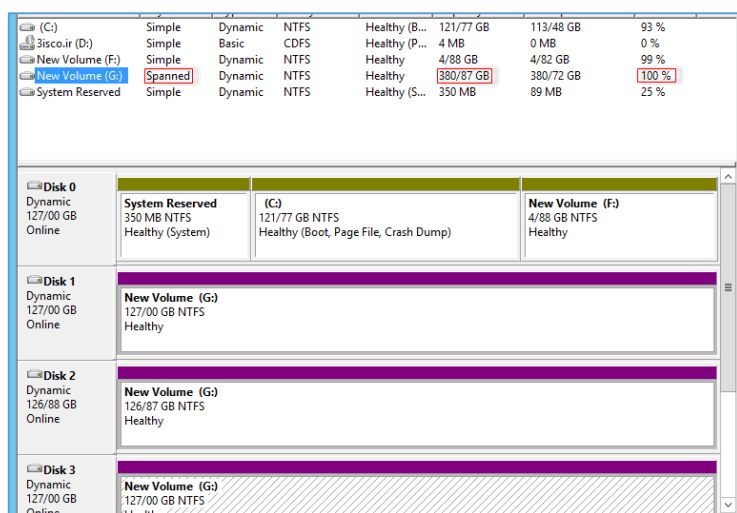 (C:) Simple Dynamic NTFS Healthy (B... 121/77 GB 113/48 GB 93 %
3isco.ir (D:) Simple Basic CDFS Healthy (P... 4 MB 0 MB 0 %
New Volume (F:) Simple Dynamic NTFS Healthy 4/88 GB 4/82 GB 99 %
New Volume (G:) Spanned Dynamic NTFS Healthy 380/87 GB 380/72 GB 100 %
System Reserved Simple Dynamic NTFS Healthy (S... 350 MB 89 MB 25 %
Disk 0
Dynamic
127/00 GB
Online
System Reserved
350 MB NTFS
Healthy (System)
(C:)
121/77 GB NTFS
Healthy (Boot, Page File, Crash Dump)
New Volume (F:)
4/88 GB NTFS
Healthy
Disk 1
Dynamic
127/00 GB
Online
New Volume (G:)
127/00 GB NTFS
Healthy
Disk 2
Dynamic
126/88 GB
Online
New Volume (G:)
126/87 GB NTFS
Healthy
Disk 3
Dynamic
127/00 GB
New Volume (G:)
127/00 GB NTFS